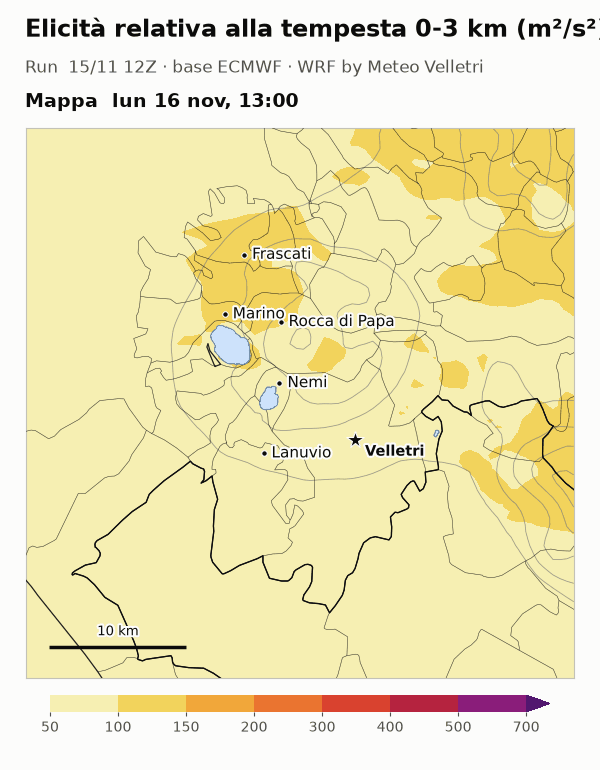 Elicità relativa alla tempesta 0-3 km (m²/s²)
Run  15/11 12Z · base ECMWF · WRF by Meteo Velletri
Mappa  lun 16 nov, 13:00
Frascati
Marino
Rocca di Papa
Nemi
Velletri
Lanuvio
10 km
50 100 150 200 300 400 500 700